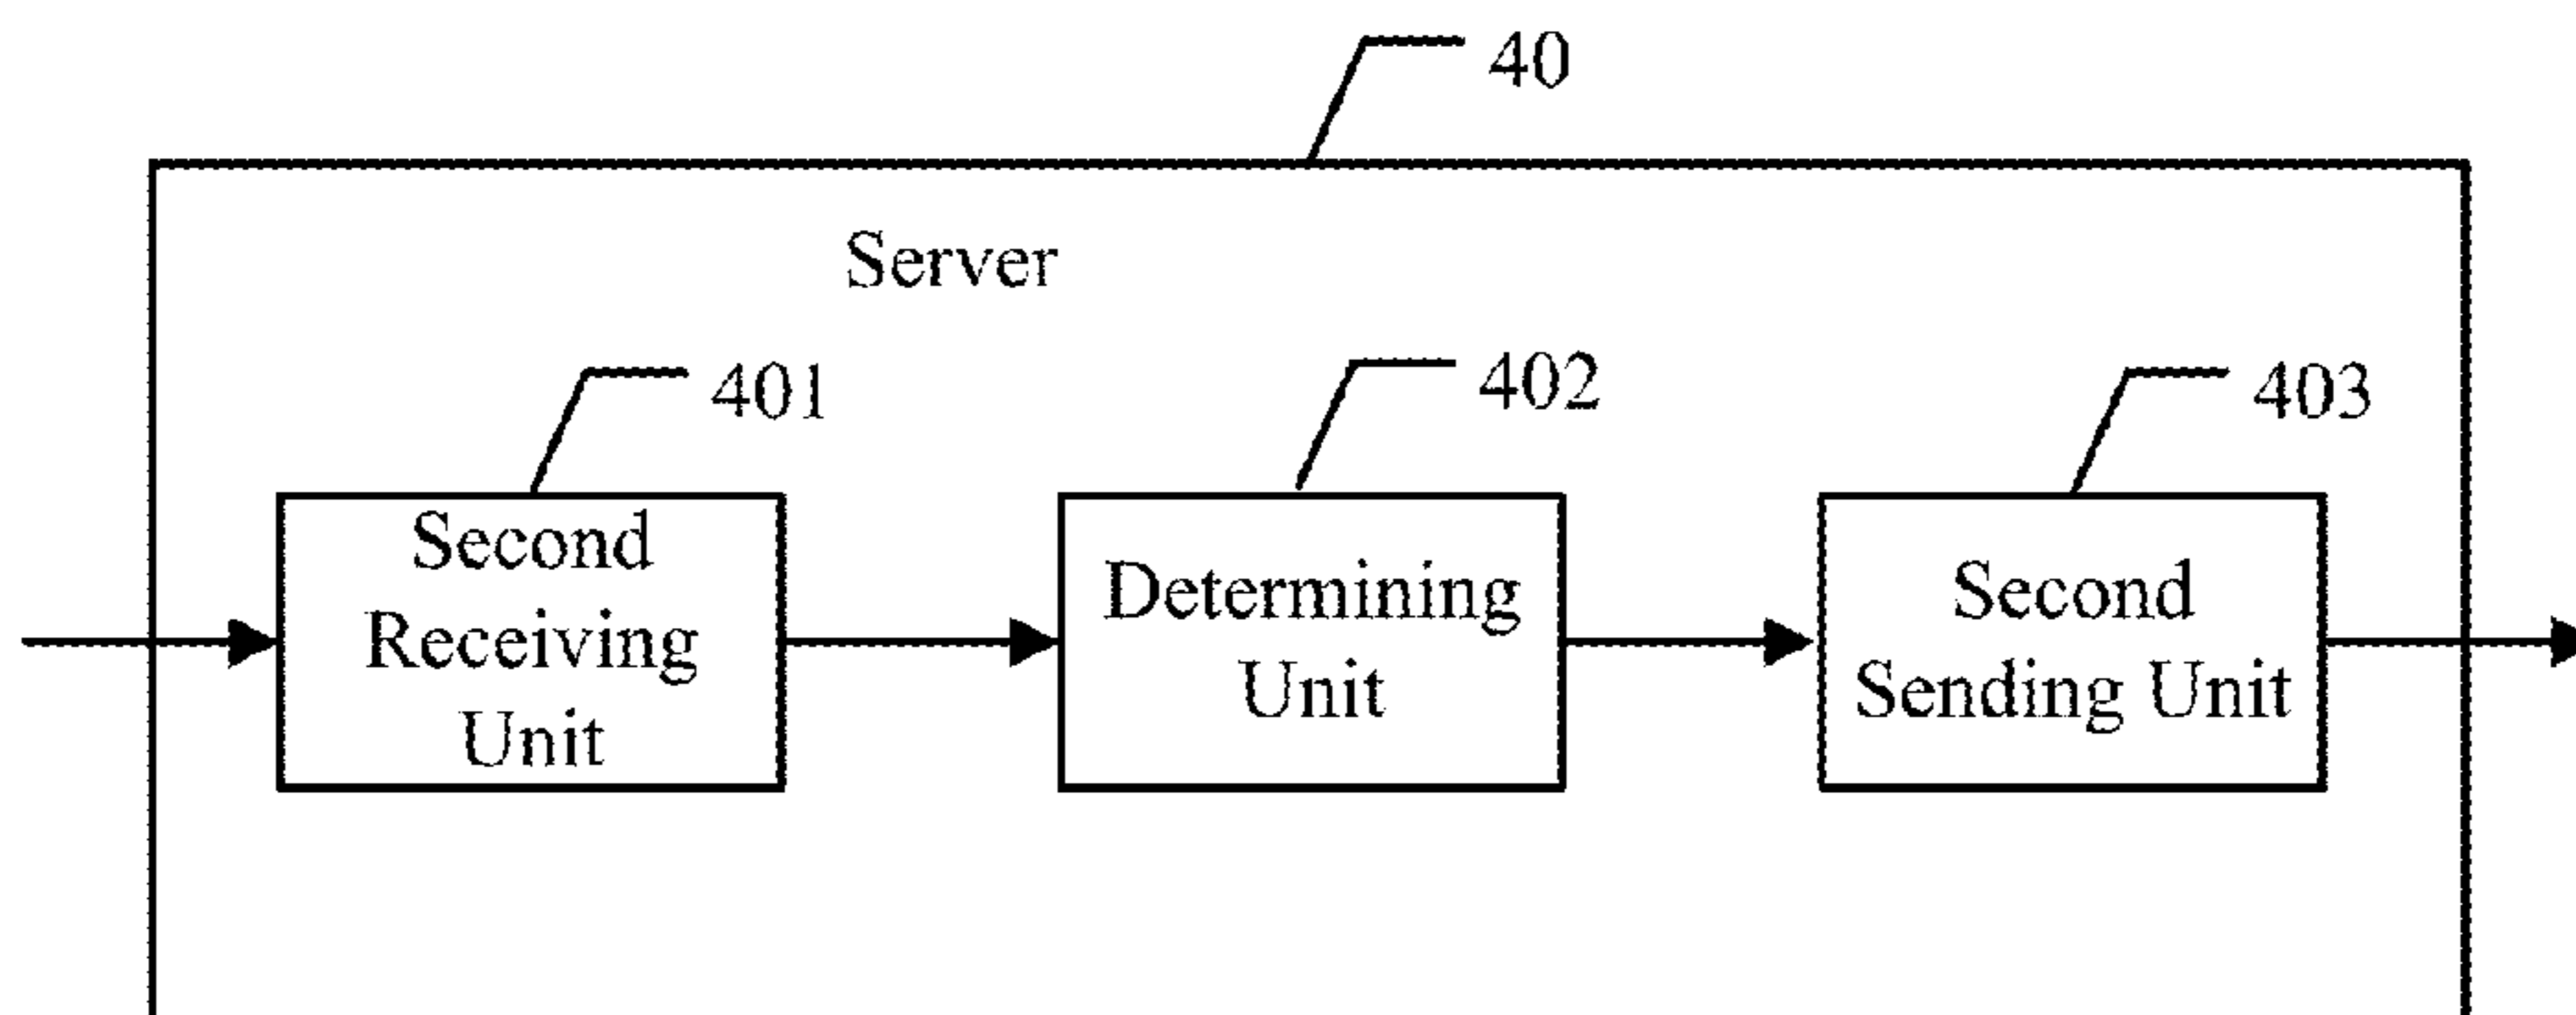 40
Server
401
402
403
Second
Receiving
Unit
Determining
Unit
Second
Sending Unit